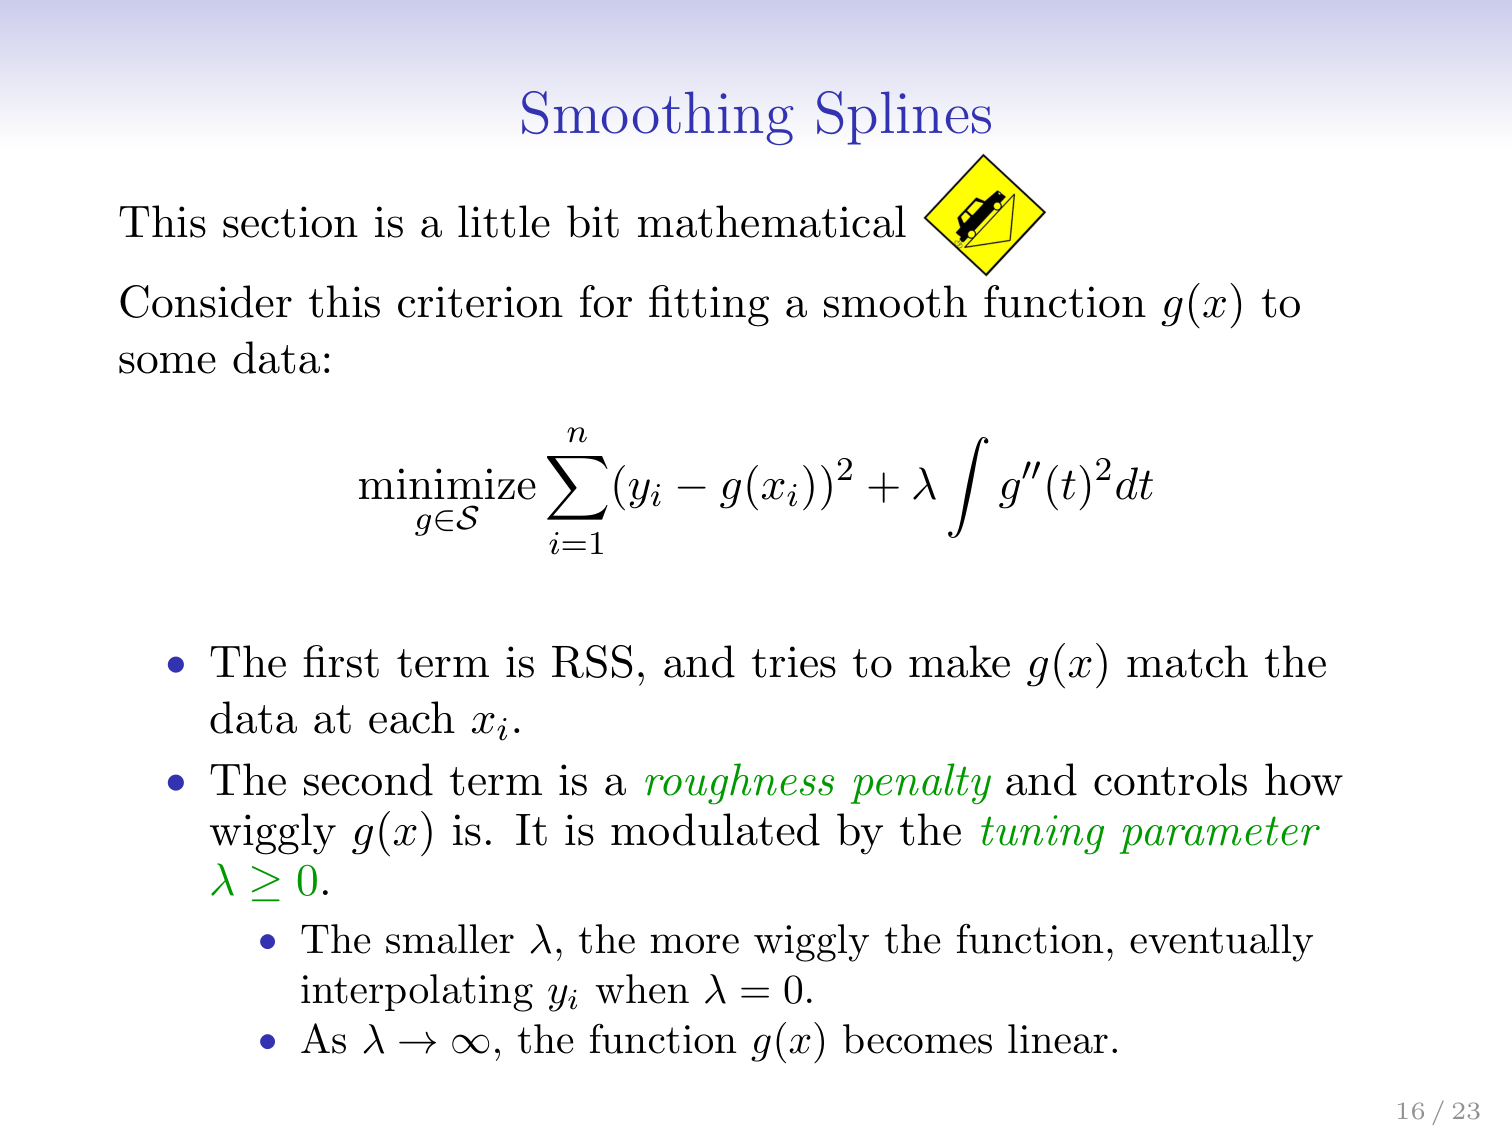 Smoothing Splines
This section is a little bit mathematical
Consider this criterion for fitting a smooth function g(x) to
some data:
minimize_{g∈𝒮} ∑_{i=1}^{n} (y_i − g(x_i))² + λ ∫ g″(t)²dt
• The first term is RSS, and tries to make g(x) match the
data at each x_i.
• The second term is a roughness penalty and controls how
wiggly g(x) is. It is modulated by the tuning parameter
λ ≥ 0.
• The smaller λ, the more wiggly the function, eventually
interpolating y_i when λ = 0.
• As λ → ∞, the function g(x) becomes linear.
16 / 23